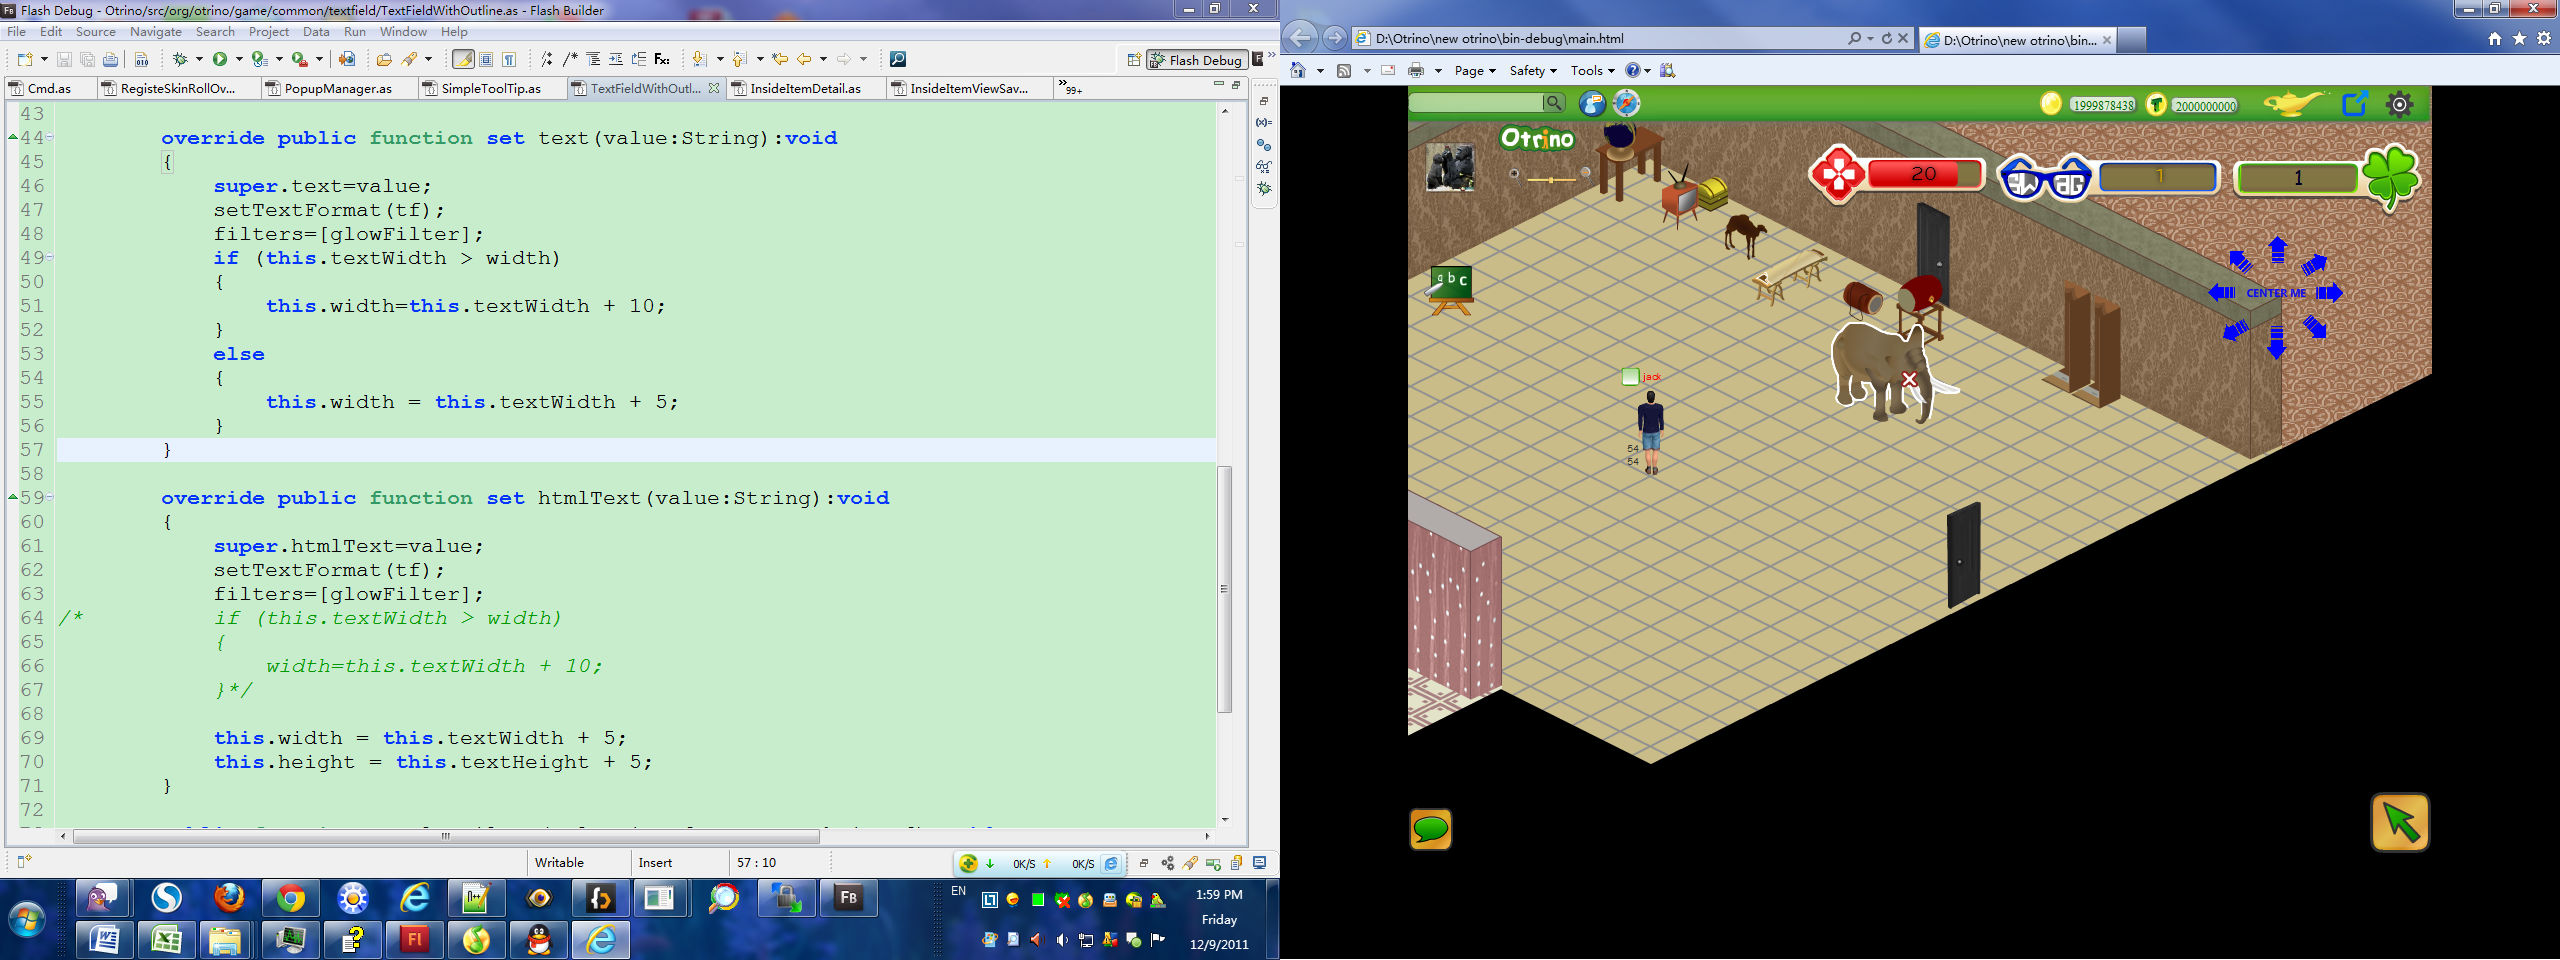 Flash Debug - Otrino/src/org/otrino/game/common/textfield/TextFieldWithOutline.as - Flash Builder
File Edit Source Navigate Search Project Data Run Window Help
Flash Debug
Cmd.as RegisteSkinRollOv... PopupManager.as SimpleToolTip.as TextFieldWithOutl... InsideItemDetail.as InsideItemViewSav... »99+
43
44 override public function set text(value:String):void
45 {
46 super.text=value;
47 setTextFormat(tf);
48 filters=[glowFilter];
49 if (this.textWidth > width)
50 {
51 this.width=this.textWidth + 10;
52 }
53 else
54 {
55 this.width = this.textWidth + 5;
56 }
57 }
58
59 override public function set htmlText(value:String):void
60 {
61 super.htmlText=value;
62 setTextFormat(tf);
63 filters=[glowFilter];
64 /* if (this.textWidth > width)
65 {
66 width=this.textWidth + 10;
67 }*/
68
69 this.width = this.textWidth + 5;
70 this.height = this.textHeight + 5;
71 }
72
Writable Insert 57 : 10 0K/S 0K/S
EN 1:59 PM
Friday
12/9/2011
D:\Otrino\new otrino\bin-debug\main.html D:\Otrino\new otrino\bin...
Page Safety Tools
1999878438 2000000000
Otrino
20 SWAG 1 1
a b c
CENTER ME
jack
54
54